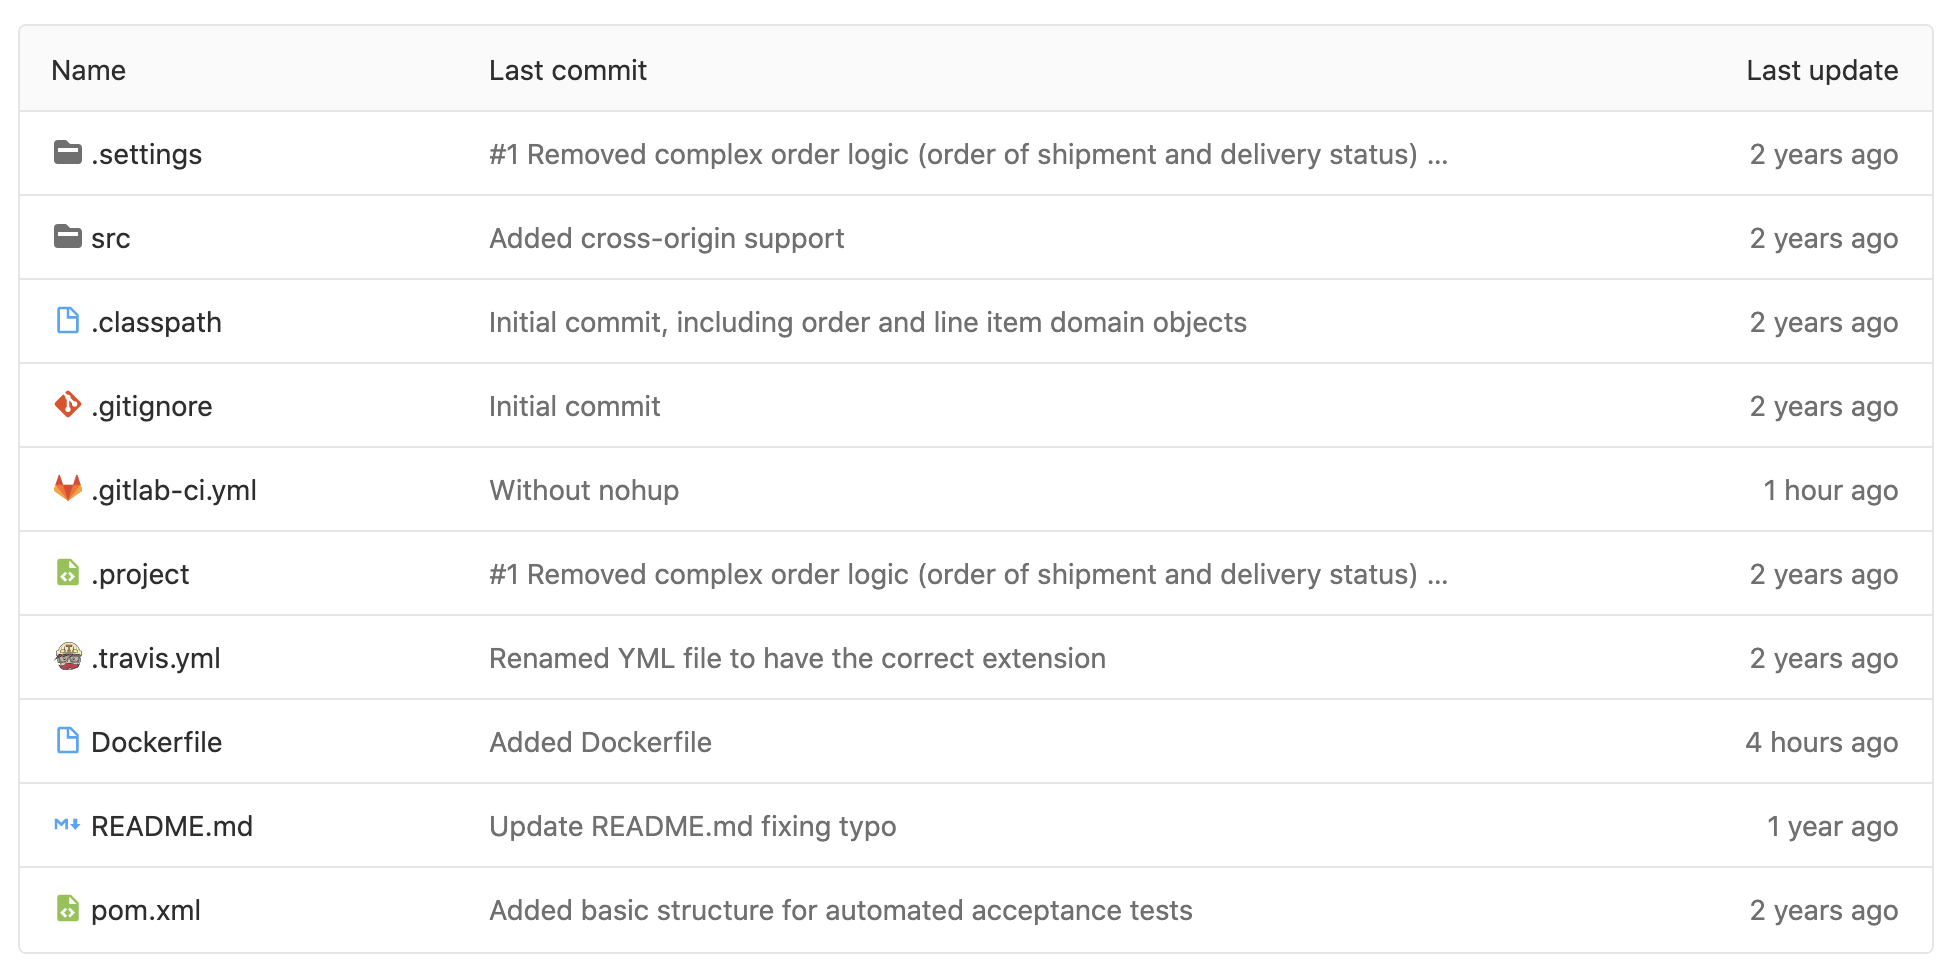 Name Last commit Last update
.settings #1 Removed complex order logic (order of shipment and delivery status) ... 2 years ago
src Added cross-origin support 2 years ago
.classpath Initial commit, including order and line item domain objects 2 years ago
.gitignore Initial commit 2 years ago
.gitlab-ci.yml Without nohup 1 hour ago
.project #1 Removed complex order logic (order of shipment and delivery status) ... 2 years ago
.travis.yml Renamed YML file to have the correct extension 2 years ago
Dockerfile Added Dockerfile 4 hours ago
README.md Update README.md fixing typo 1 year ago
pom.xml Added basic structure for automated acceptance tests 2 years ago